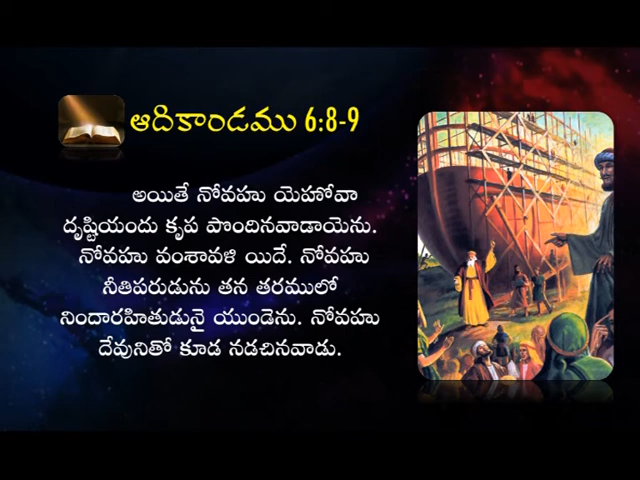 ఆదికాండము 6:8-9
అయితే నోవహు యెహోవా
దృష్టియందు కృప పొందినవాడాయెను.
నోవహు వంశావళి యిదే. నోవహు
నీతిపరుడును తన తరములో
నిందారహితుడునై యుండెను. నోవహు
దేవునితో కూడ నడచినవాడు.